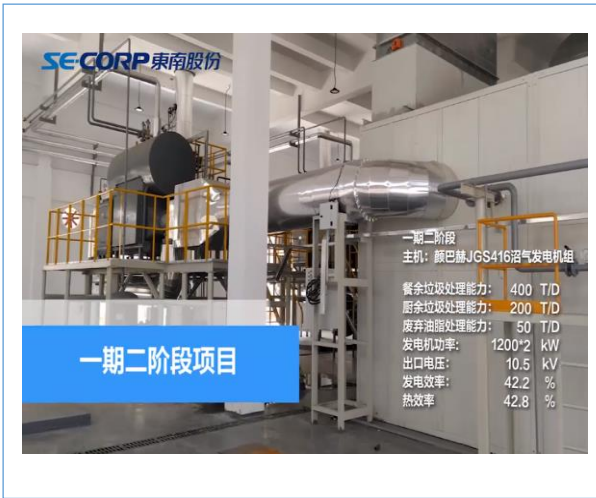 SE·CORP東南股份
一期二阶段
主机：颜巴赫JGS416沼气发电机组
餐余垃圾处理能力： 400 T/D
厨余垃圾处理能力： 200 T/D
废弃油脂处理能力： 50 T/D
发电机功率： 1200*2 kW
出口电压： 10.5 kV
发电效率： 42.2 %
热效率 42.8 %
一期二阶段项目